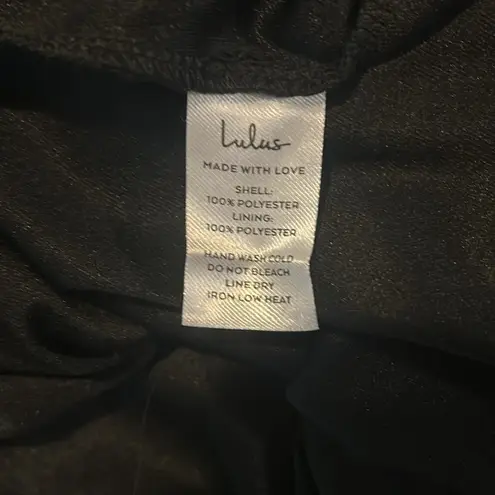 Lulus
MADE WITH LOVE
SHELL:
100% POLYESTER
LINING:
100% POLYESTER
HAND WASH COLD
DO NOT BLEACH
LINE DRY
IRON LOW HEAT